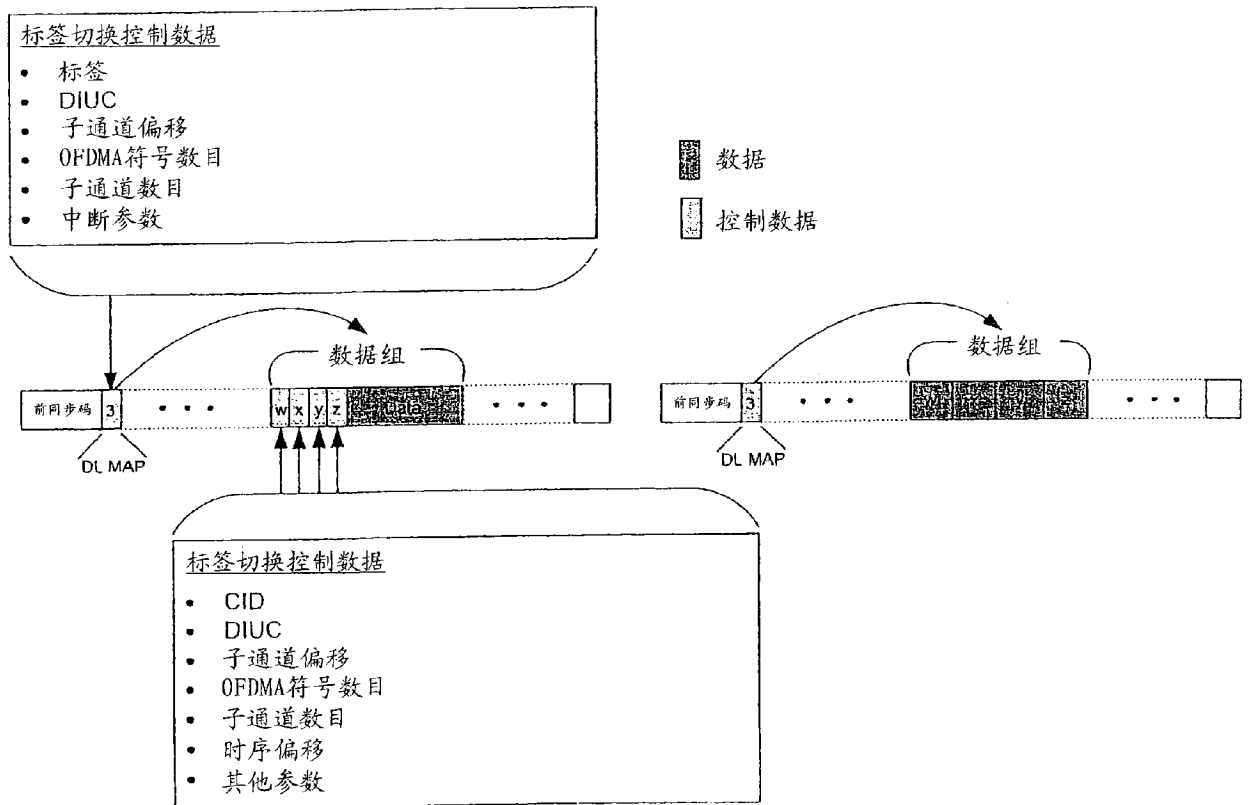 标签切换控制数据
• 标签
• DIUC
• 子通道偏移
• OFDMA符号数目
• 子通道数目
• 中断参数
数据
控制数据
数据组
数据组
前同步码 3 • • • w x y z Data • • •
前同步码 3 • • • w x y z • • •
DL MAP
DL MAP
标签切换控制数据
• CID
• DIUC
• 子通道偏移
• OFDMA符号数目
• 子通道数目
• 时序偏移
• 其他参数